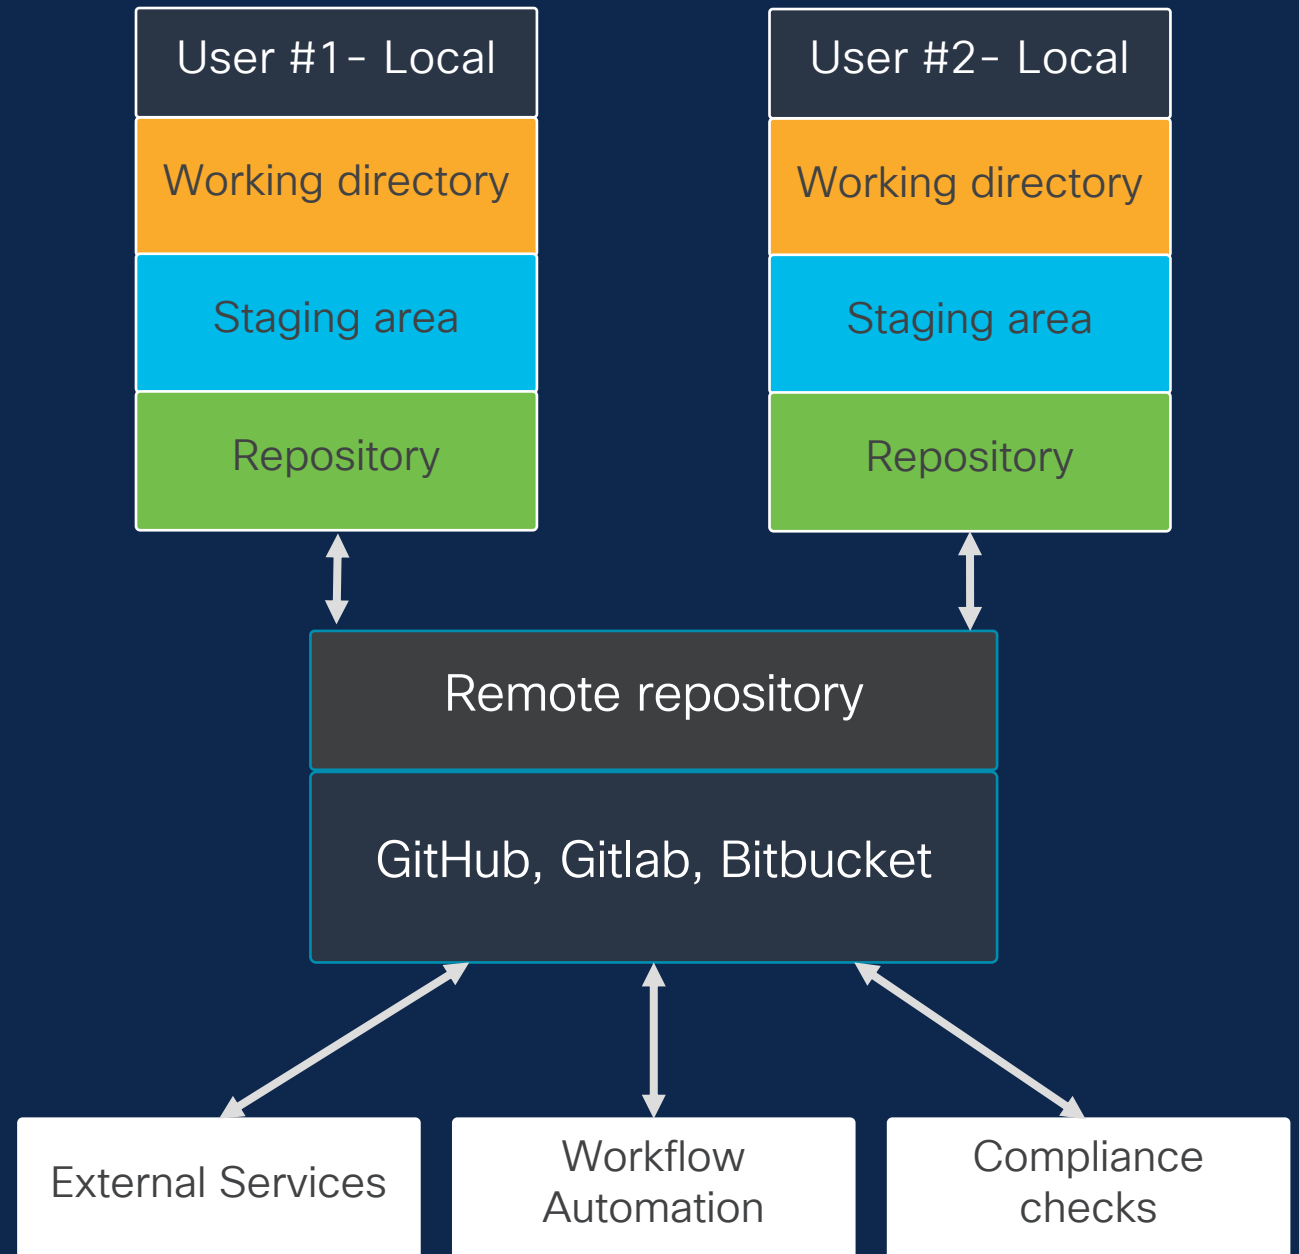 User #1- Local
Working directory
Staging area
Repository
User #2- Local
Working directory
Staging area
Repository
Remote repository
GitHub, Gitlab, Bitbucket
External Services
Workflow
Automation
Compliance
checks